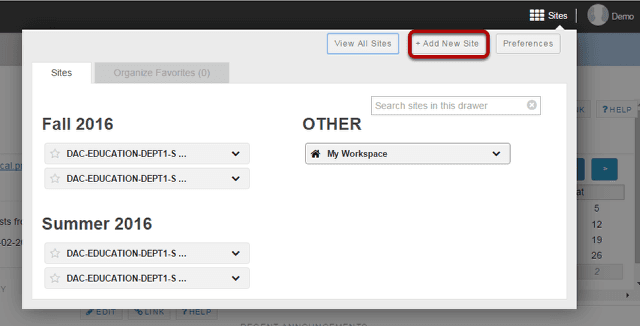 Sites
Demo
View All Sites
+ Add New Site
Preferences
Sites
Organize Favorites (0)
Search sites in this drawer
Fall 2016
OTHER
DAC-EDUCATION-DEPT1-S ...
My Workspace
DAC-EDUCATION-DEPT1-S ...
Summer 2016
DAC-EDUCATION-DEPT1-S ...
DAC-EDUCATION-DEPT1-S ...
? HELP
>
5
12
19
26
2
EDIT
LINK
? HELP
RECENT ANNOUNCEMENTS